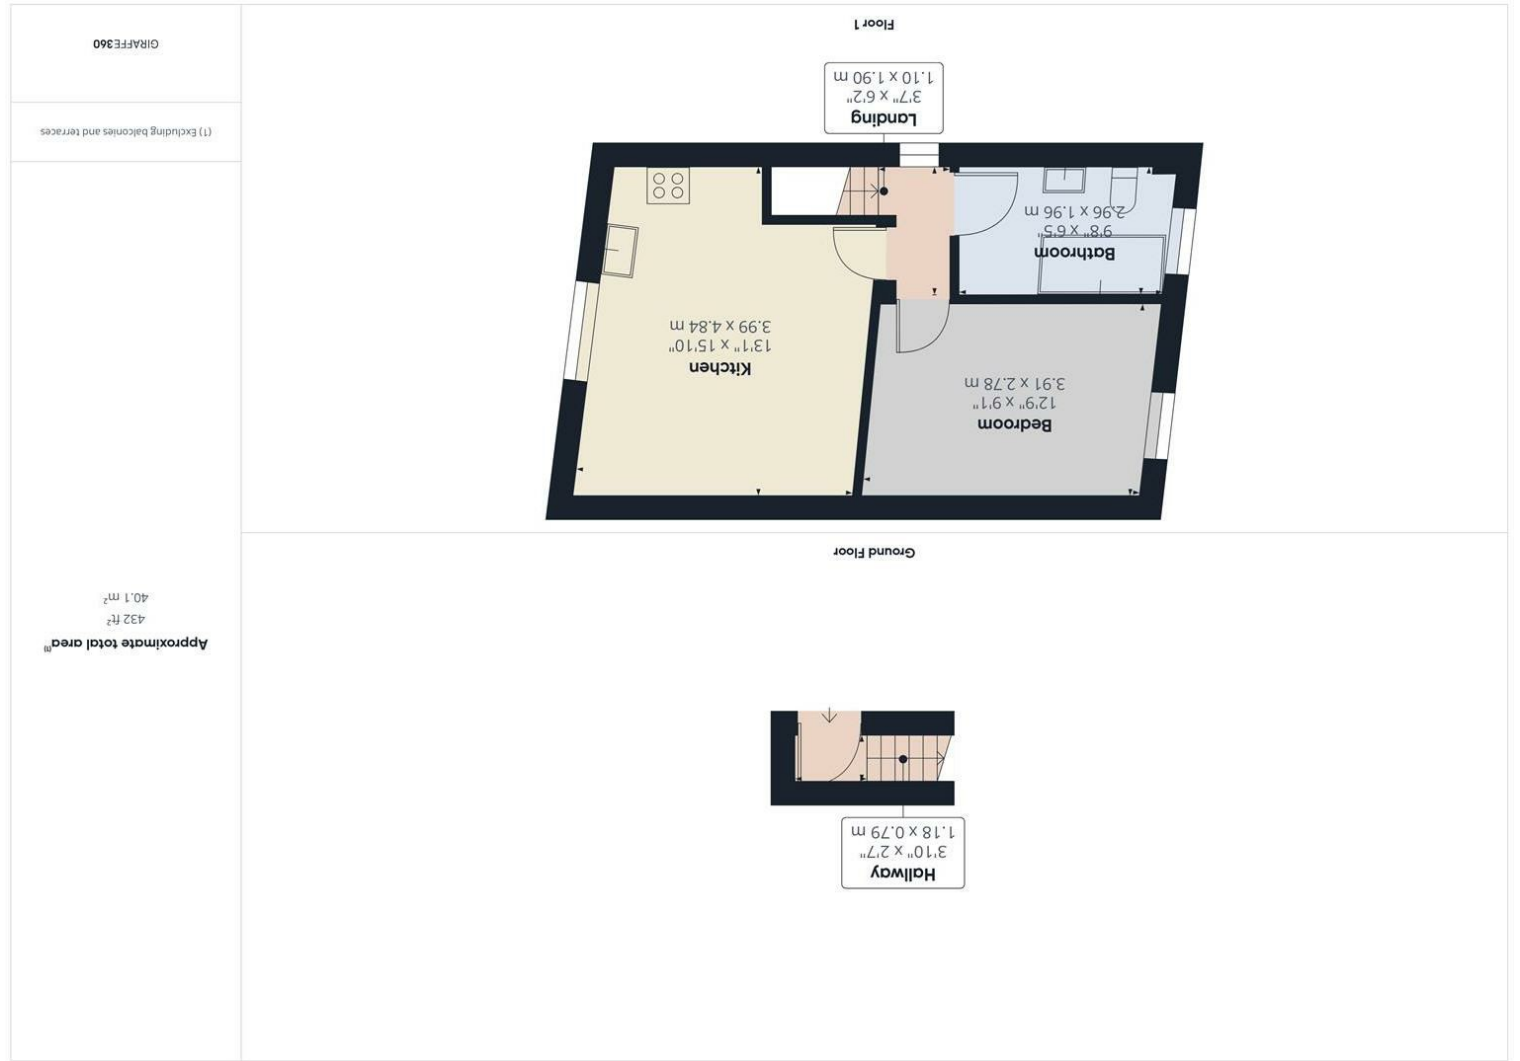 Hallway
3'10" x 2'7"
1.18 x 0.79 m
Ground Floor
Bedroom
12'9" x 9'1"
3.91 x 2.78 m
Kitchen
13'1" x 15'10"
3.99 x 4.84 m
Bathroom
9'8" x 6'5"
2.96 x 1.96 m
Landing
3'7" x 6'2"
1.10 x 1.90 m
Floor 1
Approximate total area(1)
432 ft²
40.1 m²
(1) Excluding balconies and terraces
GIRAFFE360